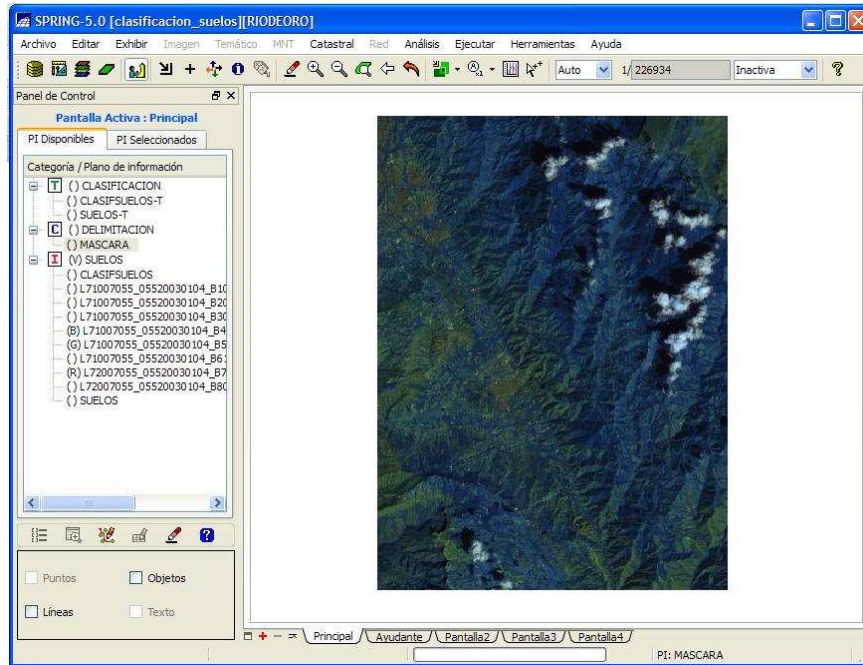 SPRING-5.0 [clasificacion_suelos][RIODEORO]
Archivo Editar Exhibir Imagen Temático MNT Catastral Red Análisis Ejecutar Herramientas Ayuda
Auto 1/ 226934 Inactiva
Panel de Control
Pantalla Activa : Principal
PI Disponibles PI Seleccionados
Categoría / Plano de información
T () CLASIFICACION
() CLASIFSUELOS-T
() SUELOS-T
C () DELIMITACION
() MASCARA
I (V) SUELOS
() CLASIFSUELOS
() L71007055_05520030104_B10
() L71007055_05520030104_B20
() L71007055_05520030104_B30
(B) L71007055_05520030104_B4
(G) L71007055_05520030104_B5
() L71007055_05520030104_B6
(R) L72007055_05520030104_B7
() L72007055_05520030104_B80
() SUELOS
Puntos Objetos
Líneas Texto
Principal Ayudante Pantalla2 Pantalla3 Pantalla4
PI: MASCARA